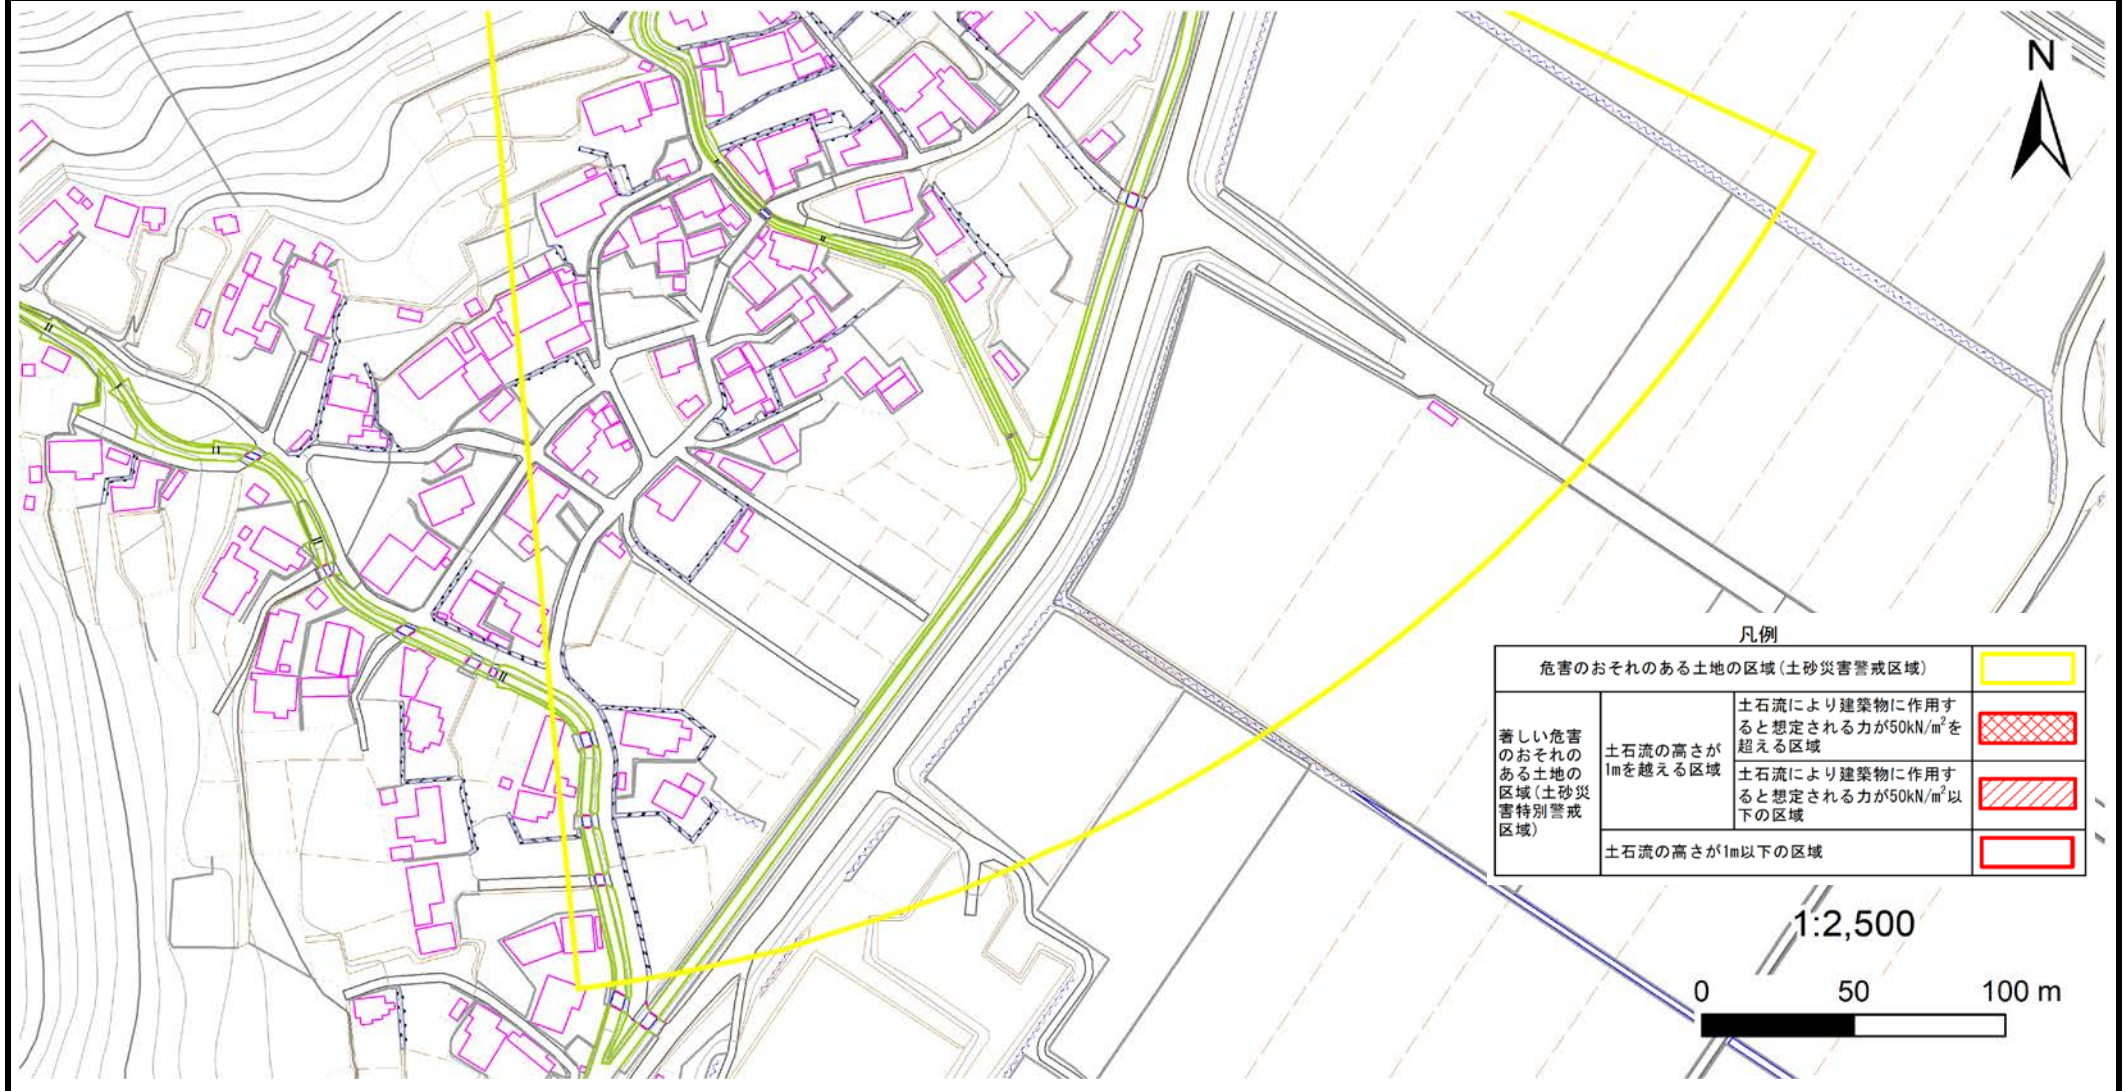 N
凡例
危害のおそれのある土地の区域(土砂災害警戒区域)
著しい危害
のおそれの
ある土地の
区域(土砂災
害特別警戒
区域)
土石流の高さが
1mを越える区域
土石流により建築物に作用す
ると想定される力が50kN/m²を
超える区域
土石流により建築物に作用す
ると想定される力が50kN/m²以
下の区域
土石流の高さが1m以下の区域
1:2,500
0 50 100 m